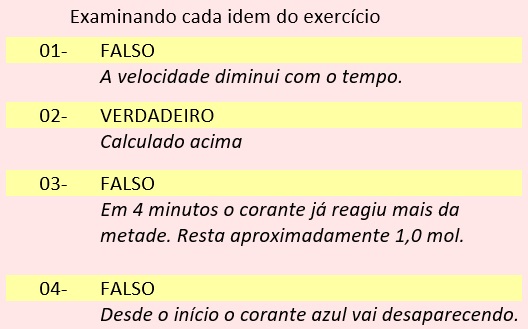 Examinando cada idem do exercício
01- FALSO
A velocidade diminui com o tempo.
02- VERDADEIRO
Calculado acima
03- FALSO
Em 4 minutos o corante já reagiu mais da
metade. Resta aproximadamente 1,0 mol.
04- FALSO
Desde o início o corante azul vai desaparecendo.